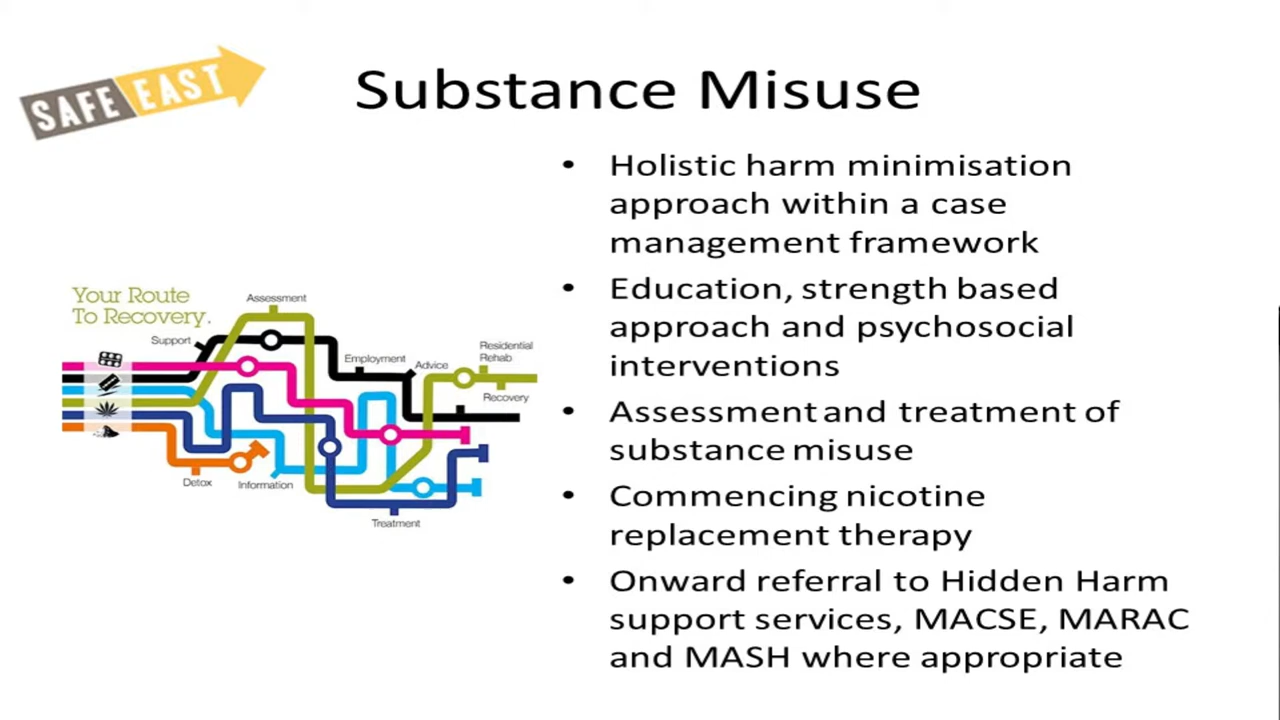 SAFE EAST
Substance Misuse
• Holistic harm minimisation
approach within a case
management framework
• Education, strength based
approach and psychosocial
interventions
• Assessment and treatment of
substance misuse
• Commencing nicotine
replacement therapy
• Onward referral to Hidden Harm
support services, MACSE, MARAC
and MASH where appropriate
Your Route
To Recovery.
Assessment
Support
Employment
Advice
Residential
Rehab
Recovery
Detox
Information
Treatment